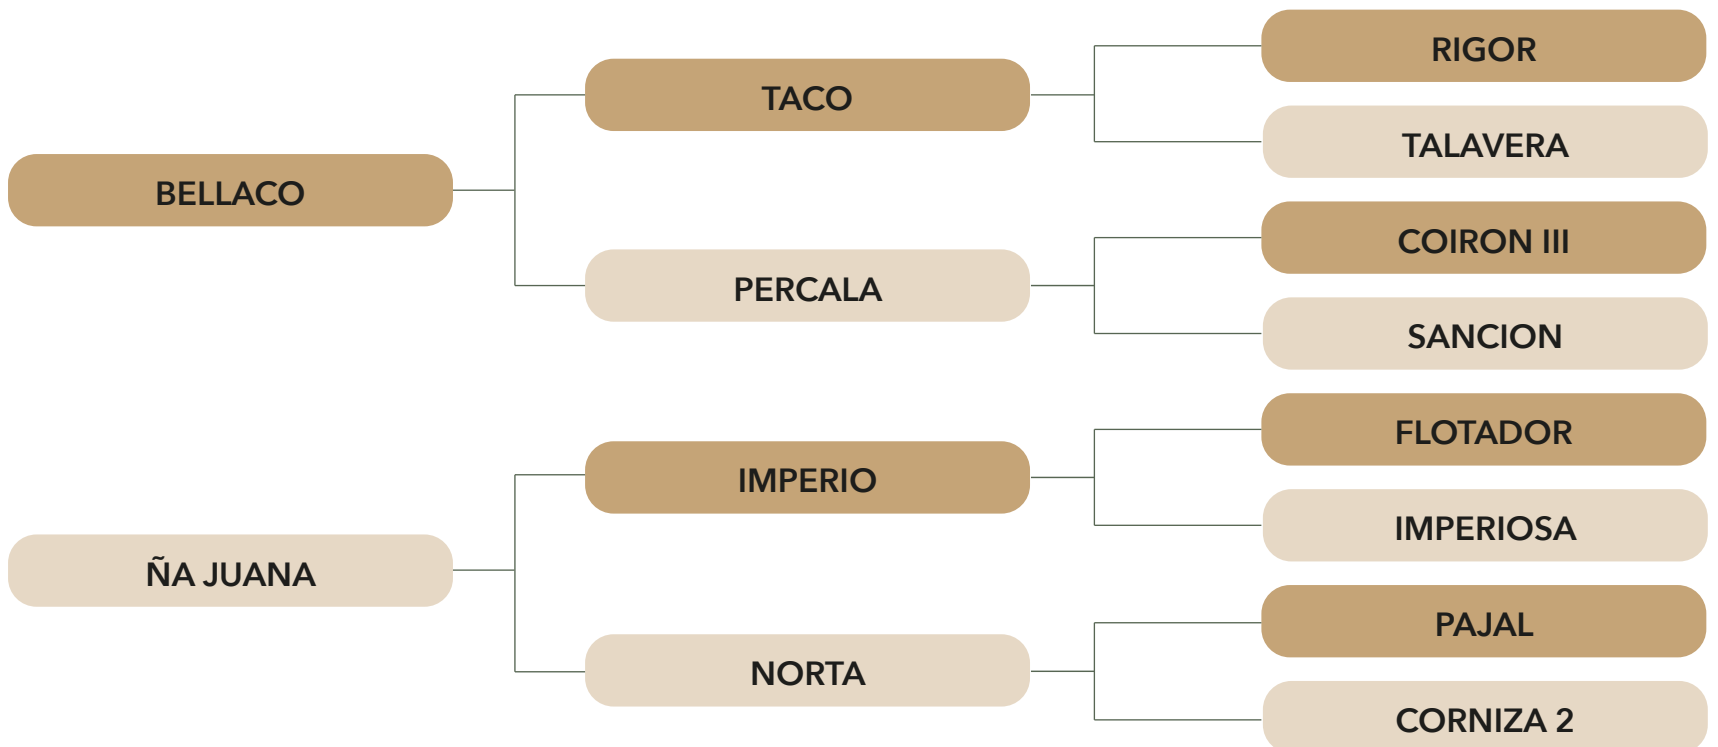 BELLACO
TACO
RIGOR
TALAVERA
PERCALA
COIRON III
SANCION
ÑA JUANA
IMPERIO
FLOTADOR
IMPERIOSA
NORTA
PAJAL
CORNIZA 2